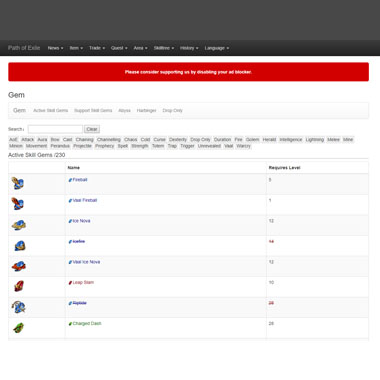 Path of Exile News Item Trade Quest Area Skilltree History Language
Please consider supporting us by disabling your ad blocker.
Gem
Gem Active Skill Gems Support Skill Gems Abyss Harbinger Drop Only
Search: Clear
AoE Attack Aura Bow Cast Chaining Channelling Chaos Cold Curse Dexterity Drop Only Duration Fire Golem Herald Intelligence Lightning Melee Mine
Minion Movement Perandus Projectile Prophecy Spell Strength Totem Trap Trigger Unrevealed Vaal Warcry
Active Skill Gems /230
Name Requires Level
Fireball 5
Vaal Fireball 1
Ice Nova 12
12
Vaal Ice Nova 12
Leap Slam 10
Riptide 28
Charged Dash 28